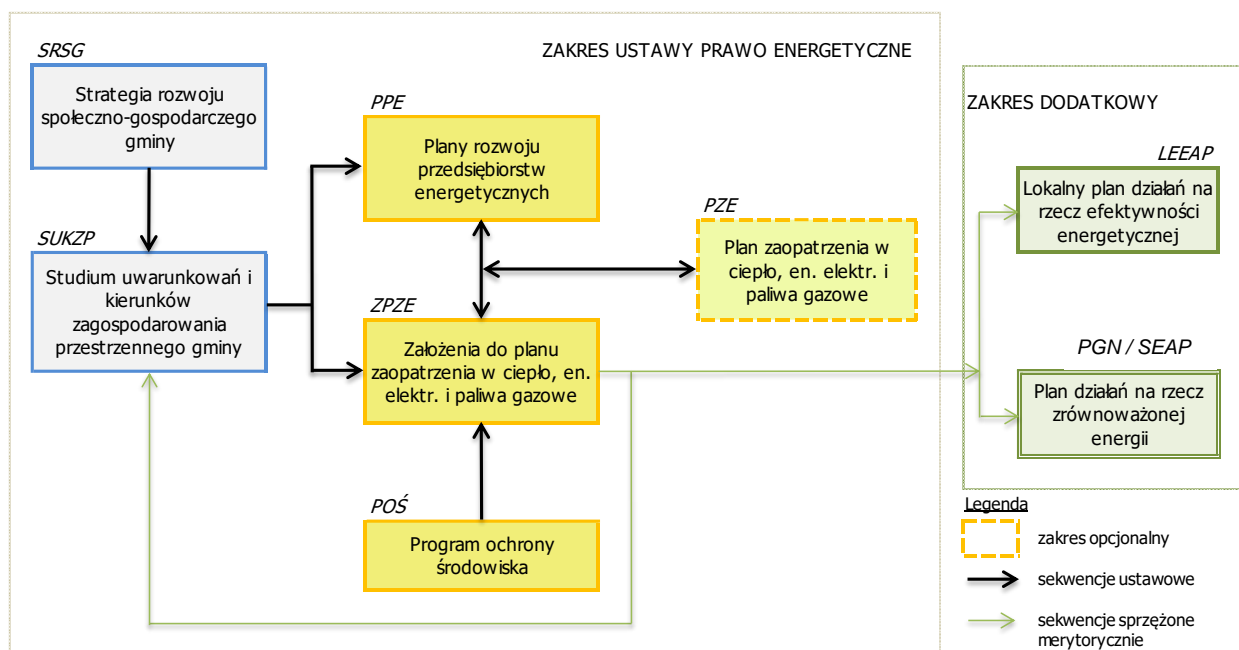 ZAKRES USTAWY PRAWO ENERGETYCZNE
SRSG
Strategia rozwoju
społeczno-gospodarczego
gminy
SUKZP
Studium uwarunkowań i
kierunków
zagospodarowania
przestrzennego gminy
PPE
Plany rozwoju
przedsiębiorstw
energetycznych
PZE
Plan zaopatrzenia w
ciepło, en. elektr. i
paliwa gazowe
ZPZE
Założenia do planu
zaopatrzenia w ciepło, en.
elektr. i paliwa gazowe
POŚ
Program ochrony
środowiska
ZAKRES DODATKOWY
LEEAP
Lokalny plan działań na
rzecz efektywności
energetycznej
PGN / SEAP
Plan działań na rzecz
zrównoważonej
energii
Legenda
zakres opcjonalny
sekwencje ustawowe
sekwencje sprzężone
merytorycznie